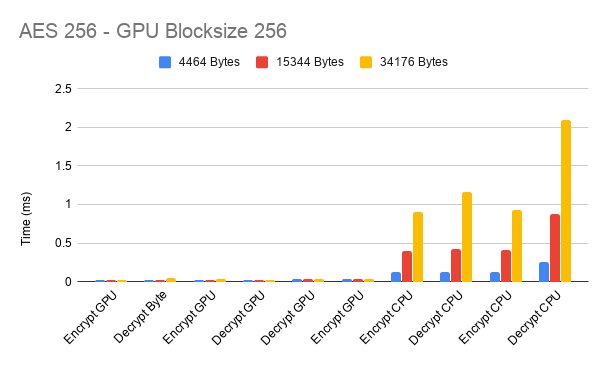 AES 256 - GPU Blocksize 256
4464 Bytes
15344 Bytes
34176 Bytes
Time (ms)
2.5
2
1.5
1
0.5
0
Encrypt GPU
Decrypt Byte
Encrypt GPU
Decrypt GPU
Decrypt GPU
Encrypt GPU
Encrypt CPU
Decrypt CPU
Encrypt CPU
Decrypt CPU